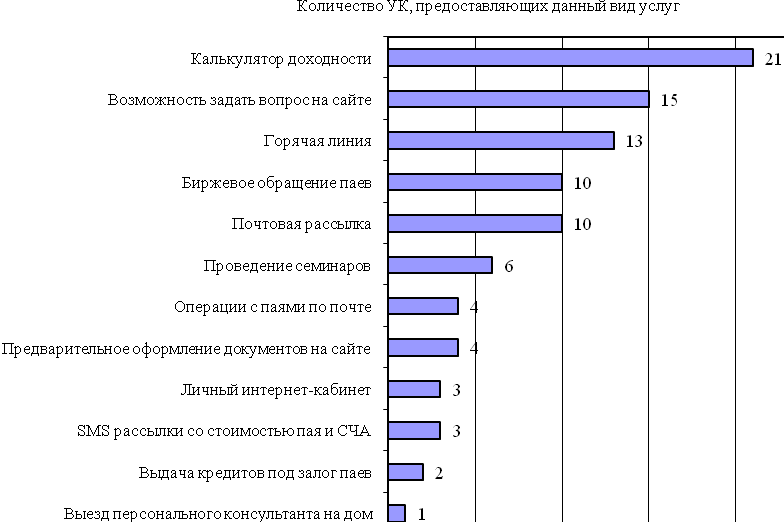 Количество УК, предоставляющих данный вид услуг
Калькулятор доходности 21
Возможность задать вопрос на сайте 15
Горячая линия 13
Биржевое обращение паев 10
Почтовая рассылка 10
Проведение семинаров 6
Операции с паями по почте 4
Предварительное оформление документов на сайте 4
Личный интернет-кабинет 3
SMS рассылки со стоимостью пая и СЧА 3
Выдача кредитов под залог паев 2
Выезд персонального консультанта на дом 1